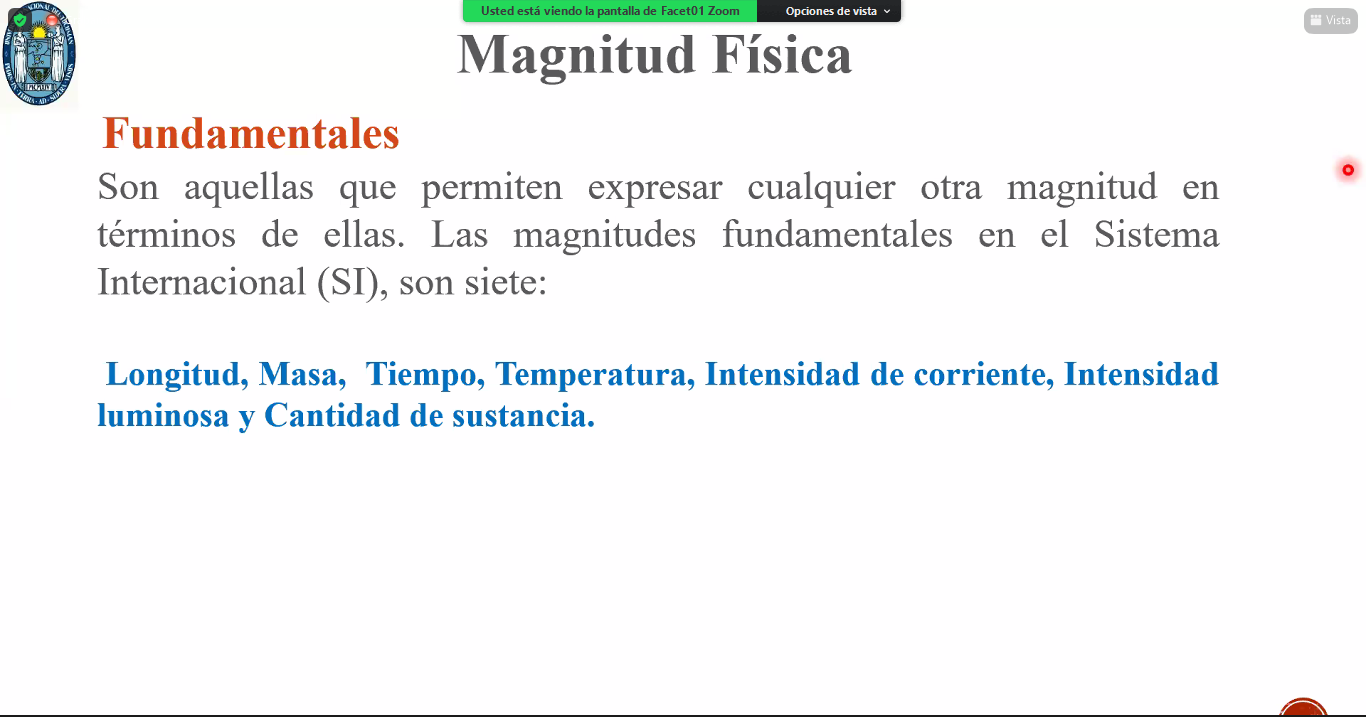 Usted está viendo la pantalla de Facet01 Zoom
Opciones de vista
Vista
Magnitud Física
Fundamentales
Son aquellas que permiten expresar cualquier otra magnitud en
términos de ellas. Las magnitudes fundamentales en el Sistema
Internacional (SI), son siete:
Longitud, Masa, Tiempo, Temperatura, Intensidad de corriente, Intensidad
luminosa y Cantidad de sustancia.